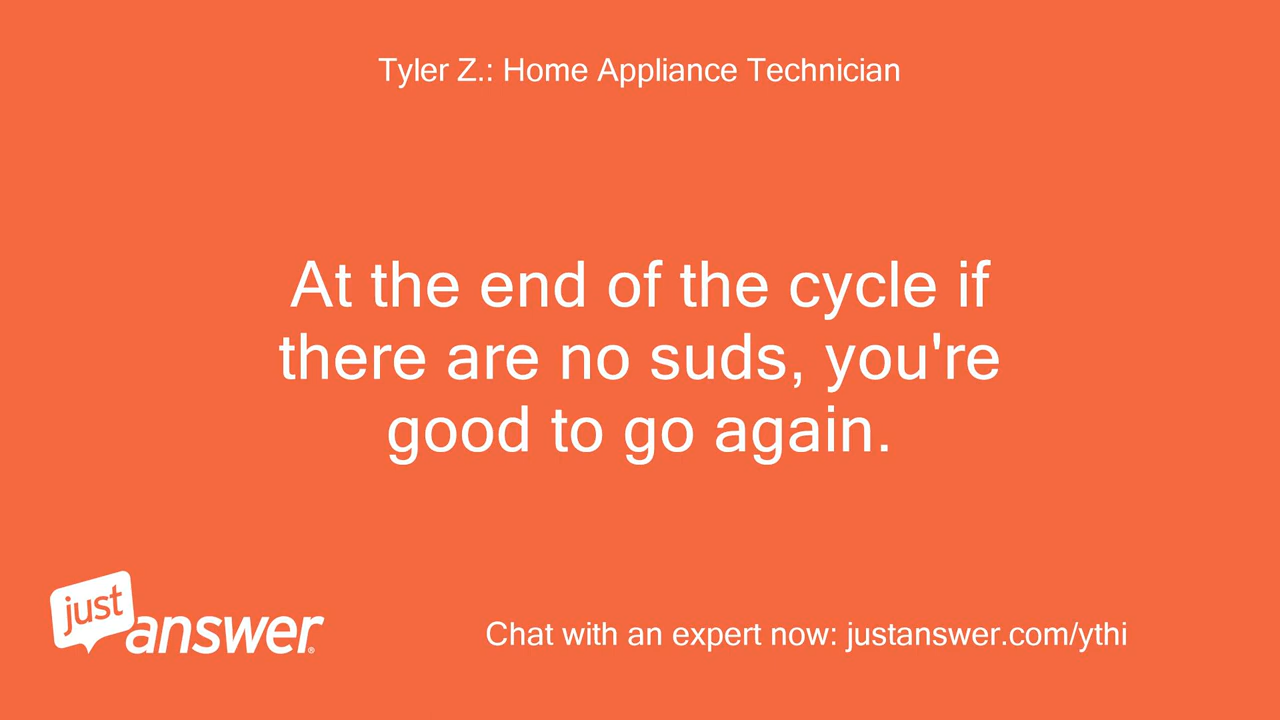 Tyler Z.: Home Appliance Technician
At the end of the cycle if
there are no suds, you're
good to go again.
just
answer®
Chat with an expert now: justanswer.com/ythi